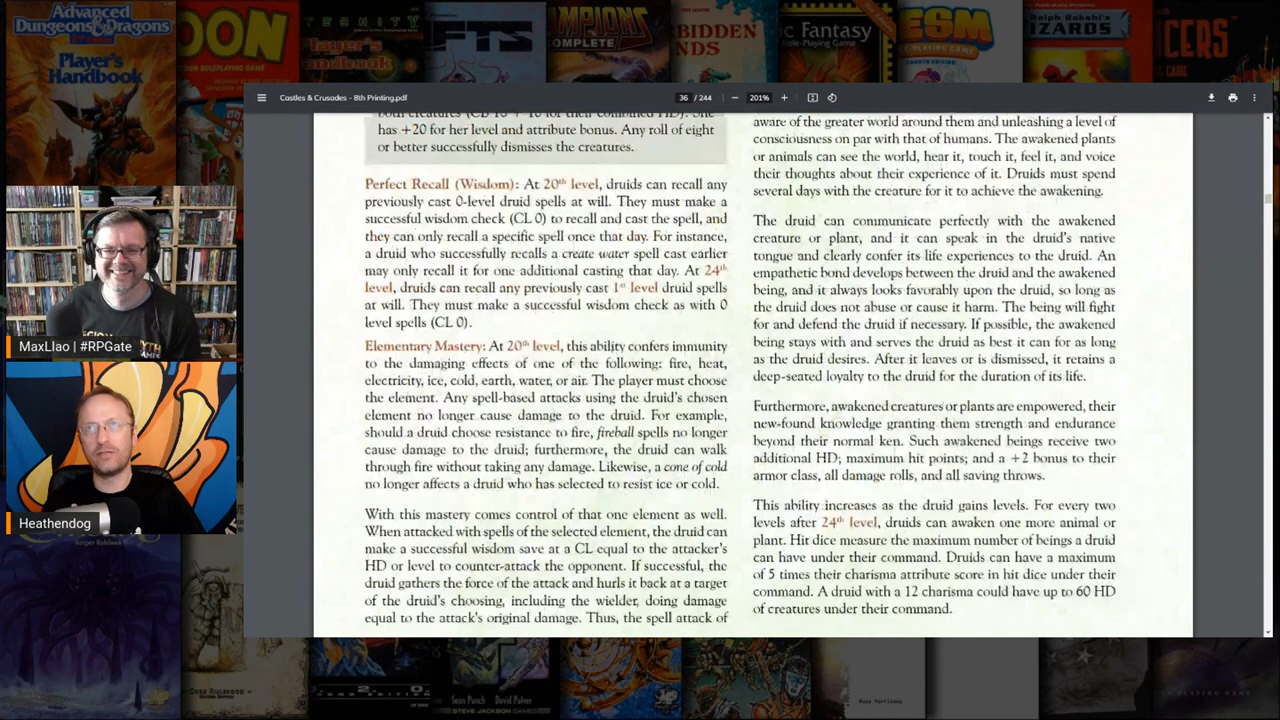 Advanced
Dungeons & Dragons
Player's
Handbook
OON
ETERNITY
Player's
Handbook
CHAMPIONS
COMPLETE
c Fantasy
Role-Playing Game
ESM
FOURTH EDITION
Ralph Bakshi's
IZARDS
Castles & Crusades - 8th Printing.pdf
36 / 244
201%
has +20 for her level and attribute bonus. Any roll of eight
or better successfully dismisses the creatures.
Perfect Recall (Wisdom): At 20th level, druids can recall any
previously cast 0-level druid spells at will. They must make a
successful wisdom check (CL 0) to recall and cast the spell, and
they can only recall a specific spell once that day. For instance,
a druid who successfully recalls a create water spell cast earlier
may only recall it for one additional casting that day. At 24th
level, druids can recall any previously cast 1st level druid spells
at will. They must make a successful wisdom check as with 0
level spells (CL 0).
Elementary Mastery: At 20th level, this ability confers immunity
to the damaging effects of one of the following: fire, heat,
electricity, ice, cold, earth, water, or air. The player must choose
the element. Any spell-based attacks using the druid's chosen
element no longer cause damage to the druid. For example,
should a druid choose resistance to fire, fireball spells no longer
cause damage to the druid; furthermore, the druid can walk
through fire without taking any damage. Likewise, a cone of cold
no longer affects a druid who has selected to resist ice or cold.
With this mastery comes control of that one element as well.
When attacked with spells of the selected element, the druid can
make a successful wisdom save at a CL equal to the attacker's
HD or level to counter-attack the opponent. If successful, the
druid gathers the force of the attack and hurls it back at a target
of the druid's choosing, including the wielder, doing damage
equal to the attack's original damage. Thus, the spell attack of
aware of the greater world around them and unleashing a level of
consciousness on par with that of humans. The awakened plants
or animals can see the world, hear it, touch it, feel it, and voice
their thoughts about their experience of it. Druids must spend
several days with the creature for it to achieve the awakening.
The druid can communicate perfectly with the awakened
creature or plant, and it can speak in the druid's native
tongue and clearly confer its life experiences to the druid. An
empathetic bond develops between the druid and the awakened
being, and it always looks favorably upon the druid, so long as
the druid does not abuse or cause it harm. The being will fight
for and defend the druid if necessary. If possible, the awakened
being stays with and serves the druid as best it can for as long
as the druid desires. After it leaves or is dismissed, it retains a
deep-seated loyalty to the druid for the duration of its life.
Furthermore, awakened creatures or plants are empowered, their
new-found knowledge granting them strength and endurance
beyond their normal ken. Such awakened beings receive two
additional HD; maximum hit points; and a +2 bonus to their
armor class, all damage rolls, and all saving throws.
This ability increases as the druid gains levels. For every two
levels after 24th level, druids can awaken one more animal or
plant. Hit dice measure the maximum number of beings a druid
can have under their command. Druids can have a maximum
of 5 times their charisma attribute score in hit dice under their
command. A druid with a 12 charisma could have up to 60 HD
of creatures under their command.
MaxLIao | #RPGate
Heathendog
Sean Punch David Pulver
STEVE JACKSON GAMES